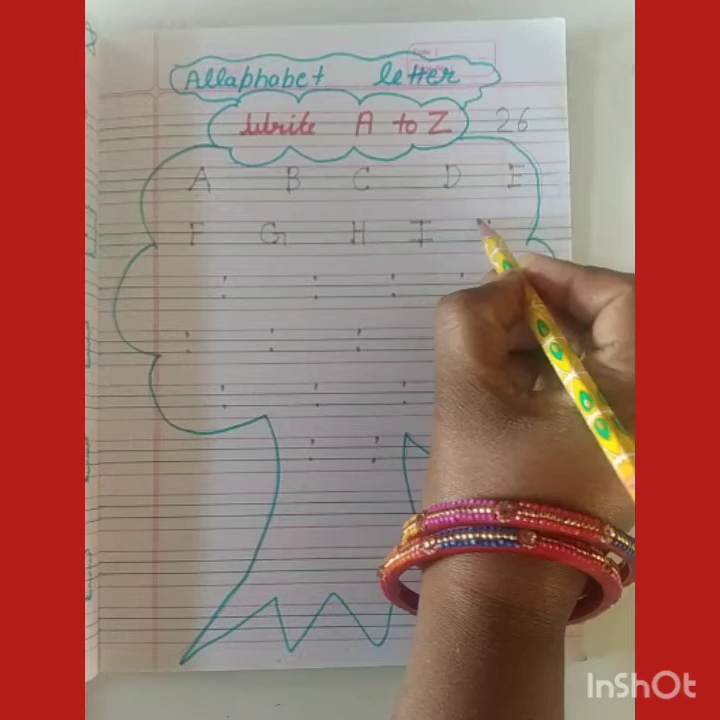 Allaphabet letter
Write A to Z 26
A B C D E
F G H I
InShOt